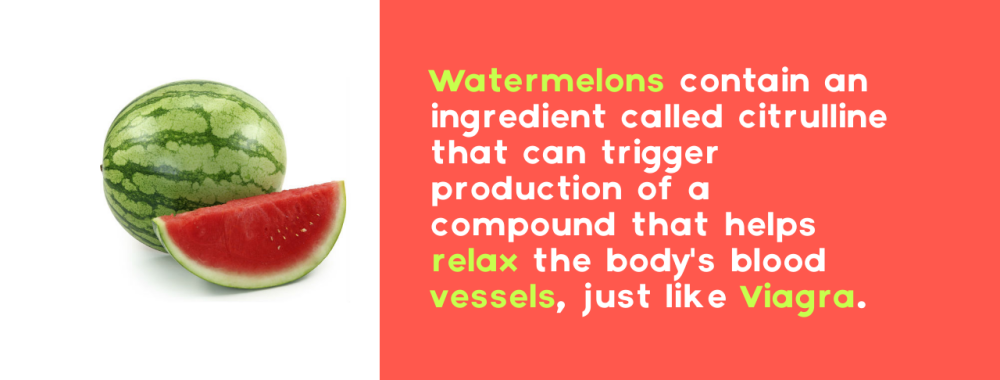 Watermelons contain an
ingredient called citrulline
that can trigger
production of a
compound that helps
relax the body's blood
vessels, just like Viagra.